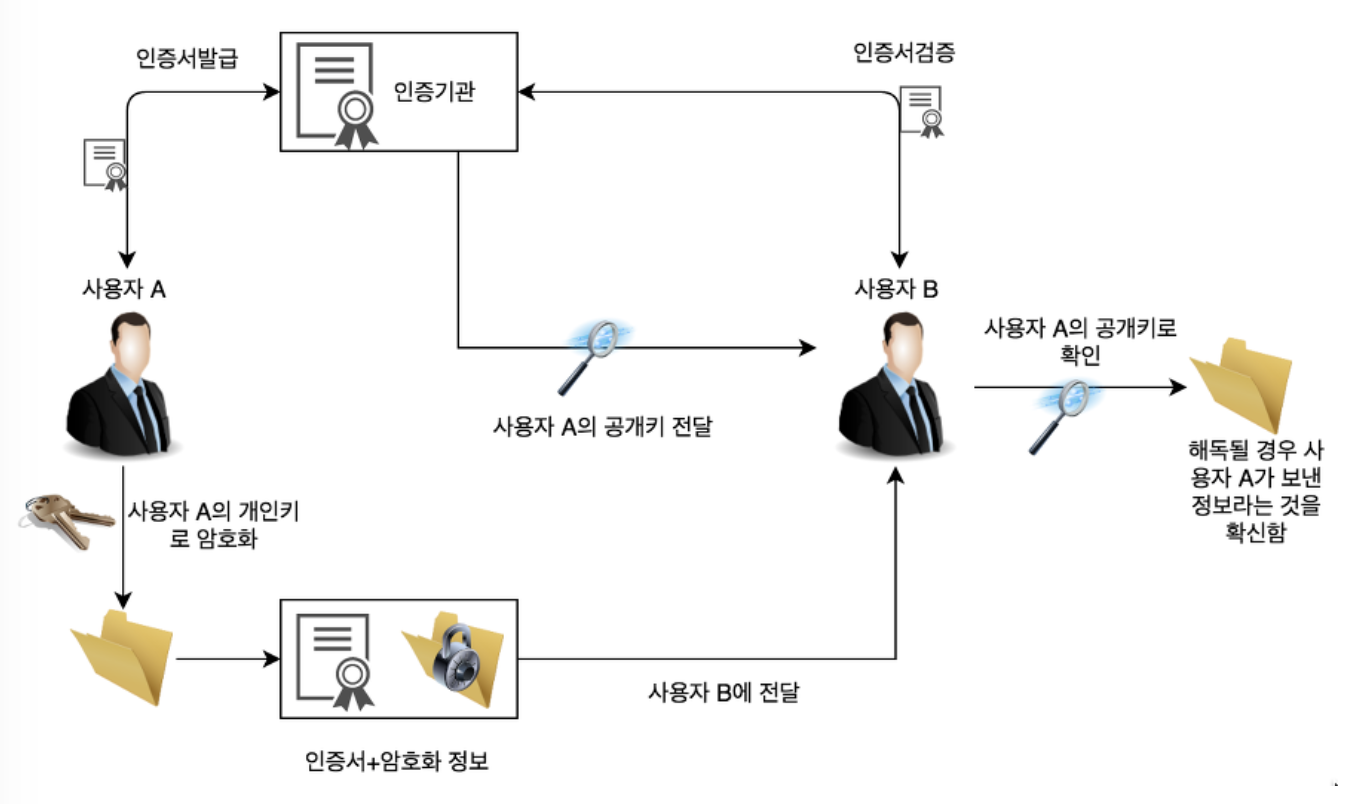 인증서발급
인증기관
인증서검증
사용자 A
사용자 B
사용자 A의 공개키로
확인
사용자 A의 공개키 전달
해독될 경우 사
용자 A가 보낸
정보라는 것을
확신함
사용자 A의 개인키
로 암호화
사용자 B에 전달
인증서+암호화 정보